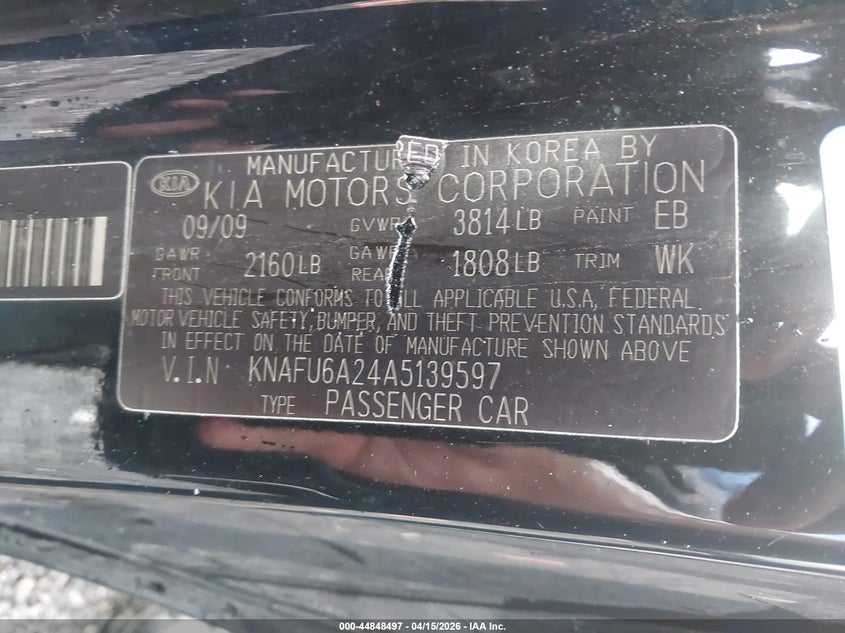 MANUFACTURED IN KOREA BY
KIA KIA MOTORS CORPORATION
09/09 GVWR 3814LB PAINT EB
GAWR FRONT 2160LB GAWR REAR 1808LB TRIM WK
THIS VEHICLE CONFORMS TO ALL APPLICABLE U.S.A. FEDERAL
MOTOR VEHICLE SAFETY, BUMPER, AND THEFT PREVENTION STANDARDS
IN EFFECT ON THE DATE OF MANUFACTURE SHOWN ABOVE
V.I.N KNAFU6A24A5139597
TYPE PASSENGER CAR
000-44848497 - 04/15/2026 - IAA Inc.